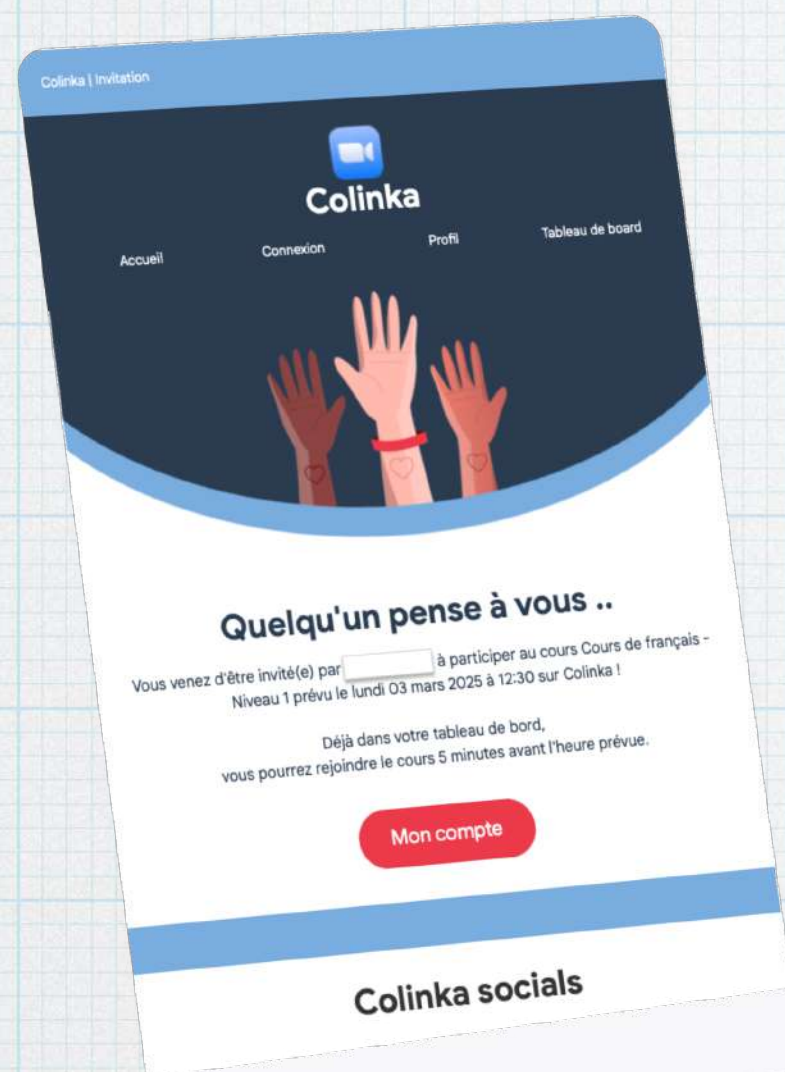 Colinka | Invitation
Colinka
Accueil Connexion Profil Tableau de board
Quelqu'un pense à vous ..
Vous venez d'être invité(e) par à participer au cours Cours de français -
Niveau 1 prévu le lundi 03 mars 2025 à 12:30 sur Colinka !
Déjà dans votre tableau de bord,
vous pourrez rejoindre le cours 5 minutes avant l'heure prévue.
Mon compte
Colinka socials